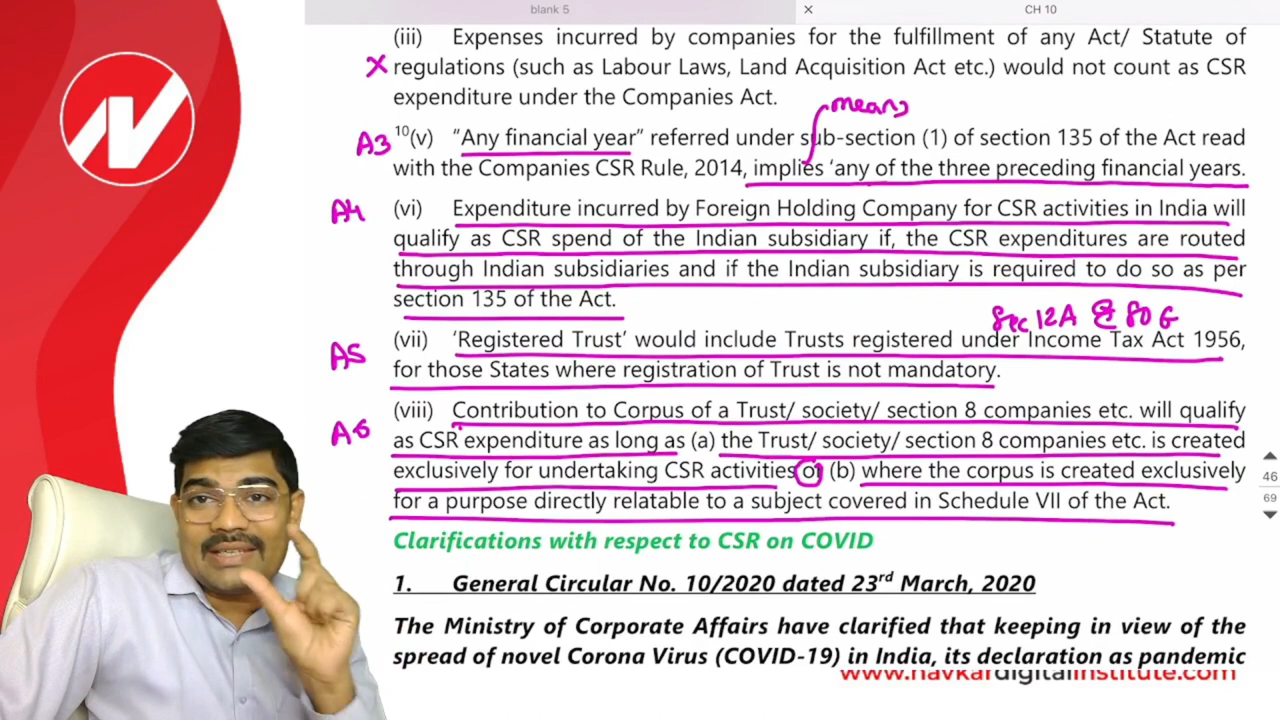 blank 5
CH 10
(iii) Expenses incurred by companies for the fulfillment of any Act/ Statute of
× regulations (such as Labour Laws, Land Acquisition Act etc.) would not count as CSR
expenditure under the Companies Act.
means
A3 10(v) “Any financial year” referred under sub-section (1) of section 135 of the Act read
with the Companies CSR Rule, 2014, implies ‘any of the three preceding financial years.
A4 (vi) Expenditure incurred by Foreign Holding Company for CSR activities in India will
qualify as CSR spend of the Indian subsidiary if, the CSR expenditures are routed
through Indian subsidiaries and if the Indian subsidiary is required to do so as per
section 135 of the Act.
Sec 12A & 80 G
A5 (vii) ‘Registered Trust’ would include Trusts registered under Income Tax Act 1956,
for those States where registration of Trust is not mandatory.
A6 (viii) Contribution to Corpus of a Trust/ society/ section 8 companies etc. will qualify
as CSR expenditure as long as (a) the Trust/ society/ section 8 companies etc. is created
exclusively for undertaking CSR activities or (b) where the corpus is created exclusively
for a purpose directly relatable to a subject covered in Schedule VII of the Act.
46
69
Clarifications with respect to CSR on COVID
1. General Circular No. 10/2020 dated 23rd March, 2020
The Ministry of Corporate Affairs have clarified that keeping in view of the
spread of novel Corona Virus (COVID-19) in India, its declaration as pandemic
www.navkardigitalinstitute.com